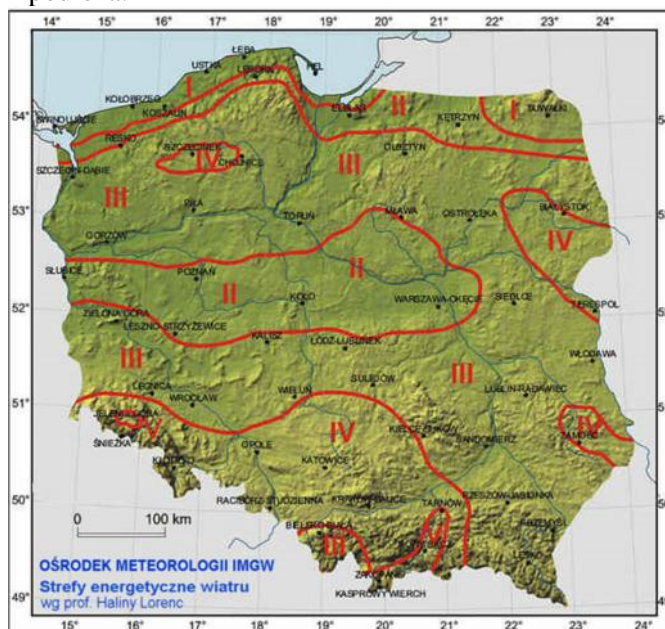 14° 15° 16° 17° 18° 19° 20° 21° 22° 23° 24°
ŁEBA
USTKA
HEL
LĘBORK
I
KOŁOBRZEG
KOSZALIN
54°
ŚWINOUJŚCIE
ELBLĄG
II
KĘTRZYN
I
SUWAŁKI
RESKO
SZCZECINEK
IV
CHOJNICE
OLSZTYN
SZCZECIN-DĄBIE
III
III
53°
PIŁA
TORUŃ
MŁAWA
OSTROŁĘKA
BIAŁYSTOK
IV
GORZÓW
SŁUBICE
POZNAŃ
II
II
KOŁO
WARSZAWA-OKĘCIE
SIEDLCE
TERESPOL
52°
ZIELONA GÓRA
LESZNO-STRZYŻEWICE
KALISZ
ŁÓDŹ-LUBLINEK
WŁODAWA
III
III
SULEJÓW
LEGNICA
WROCŁAW
WIELUŃ
LUBLIN-RADAWIEC
51°
JELENIA GÓRA
V
ŚNIEŻKA
IV
KIELCE-SUKÓW
SANDOMIERZ
IV
ZAMOŚĆ
KŁODZKO
OPOLE
KATOWICE
50°
RACIBÓRZ-STUDZIENNA
KRAKÓW-BALICE
TARNÓW
RZESZÓW-JASIONKA
0 100 km
BIELSKO-BIAŁA
III
V
PRZEMYŚL
LESKO
OŚRODEK METEOROLOGII IMGW
Strefy energetyczne wiatru
wg prof. Haliny Lorenc
KASPROWY WIERCH
49°
15° 16° 17° 18° 19° 20° 21° 22° 23°